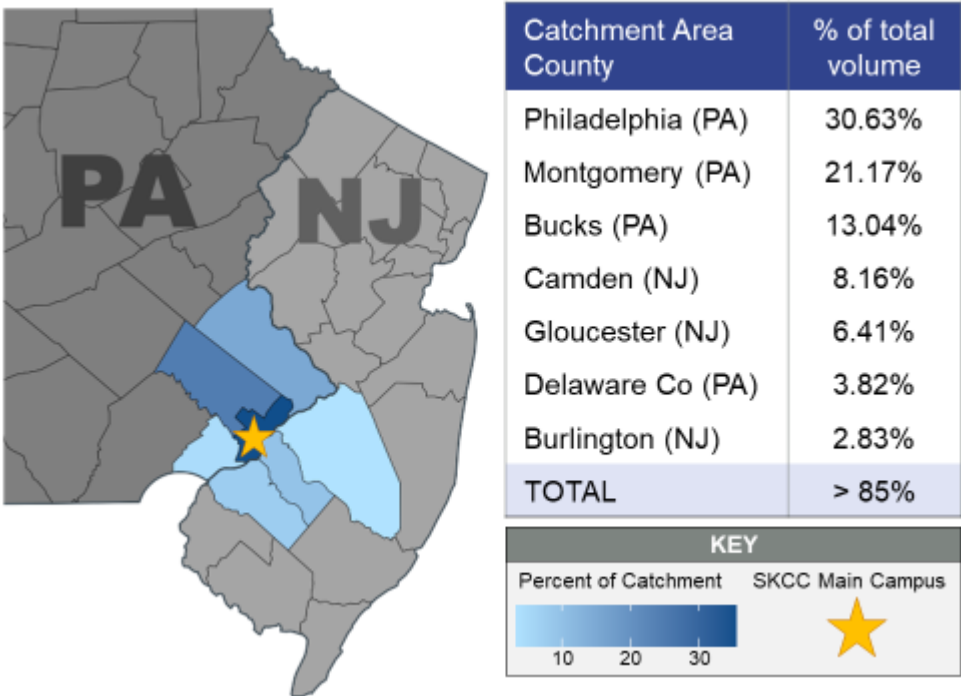 PA
NJ
Catchment Area County
% of total volume
Philadelphia (PA) 30.63%
Montgomery (PA) 21.17%
Bucks (PA) 13.04%
Camden (NJ) 8.16%
Gloucester (NJ) 6.41%
Delaware Co (PA) 3.82%
Burlington (NJ) 2.83%
TOTAL > 85%
KEY
Percent of Catchment SKCC Main Campus
10 20 30